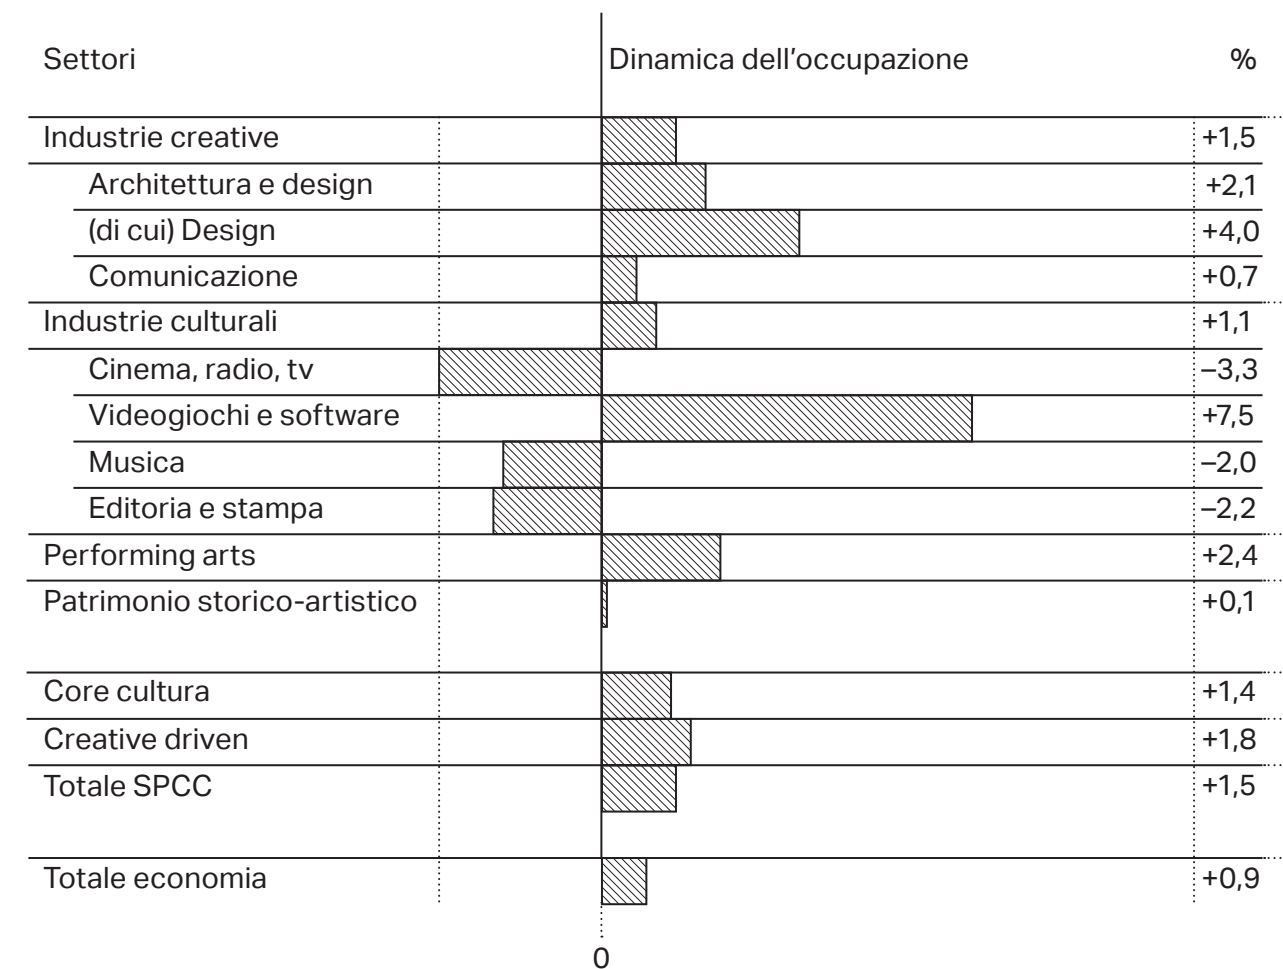 Settori Dinamica dell'occupazione %
Industrie creative +1,5
Architettura e design +2,1
(di cui) Design +4,0
Comunicazione +0,7
Industrie culturali +1,1
Cinema, radio, tv –3,3
Videogiochi e software +7,5
Musica –2,0
Editoria e stampa –2,2
Performing arts +2,4
Patrimonio storico-artistico +0,1
Core cultura +1,4
Creative driven +1,8
Totale SPCC +1,5
Totale economia +0,9
0